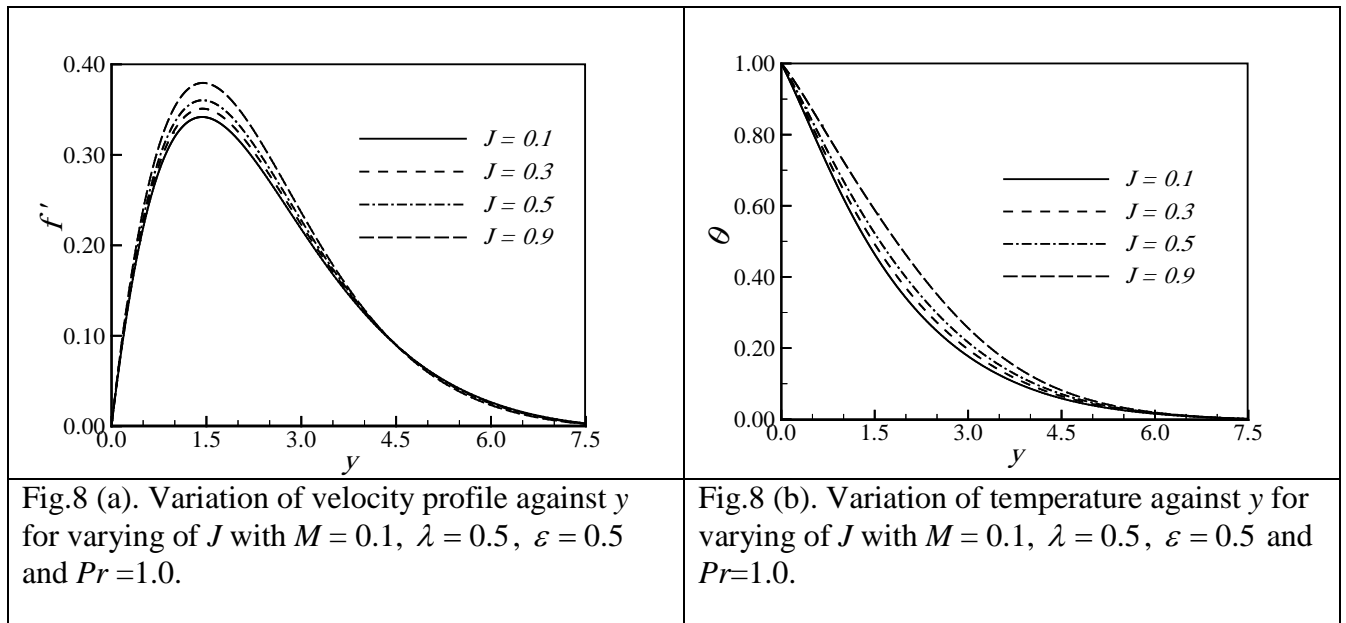 0.40
0.30
0.20
0.10
0.00
f'
J = 0.1
J = 0.3
J = 0.5
J = 0.9
0.0 1.5 3.0 4.5 6.0 7.5
y
1.00
0.80
0.60
0.40
0.20
0.00
θ
J = 0.1
J = 0.3
J = 0.5
J = 0.9
0.0 1.5 3.0 4.5 6.0 7.5
y
Fig.8 (a). Variation of velocity profile against y
for varying of J with M = 0.1, λ = 0.5, ε = 0.5
and Pr =1.0.
Fig.8 (b). Variation of temperature against y for
varying of J with M = 0.1, λ = 0.5, ε = 0.5 and
Pr=1.0.